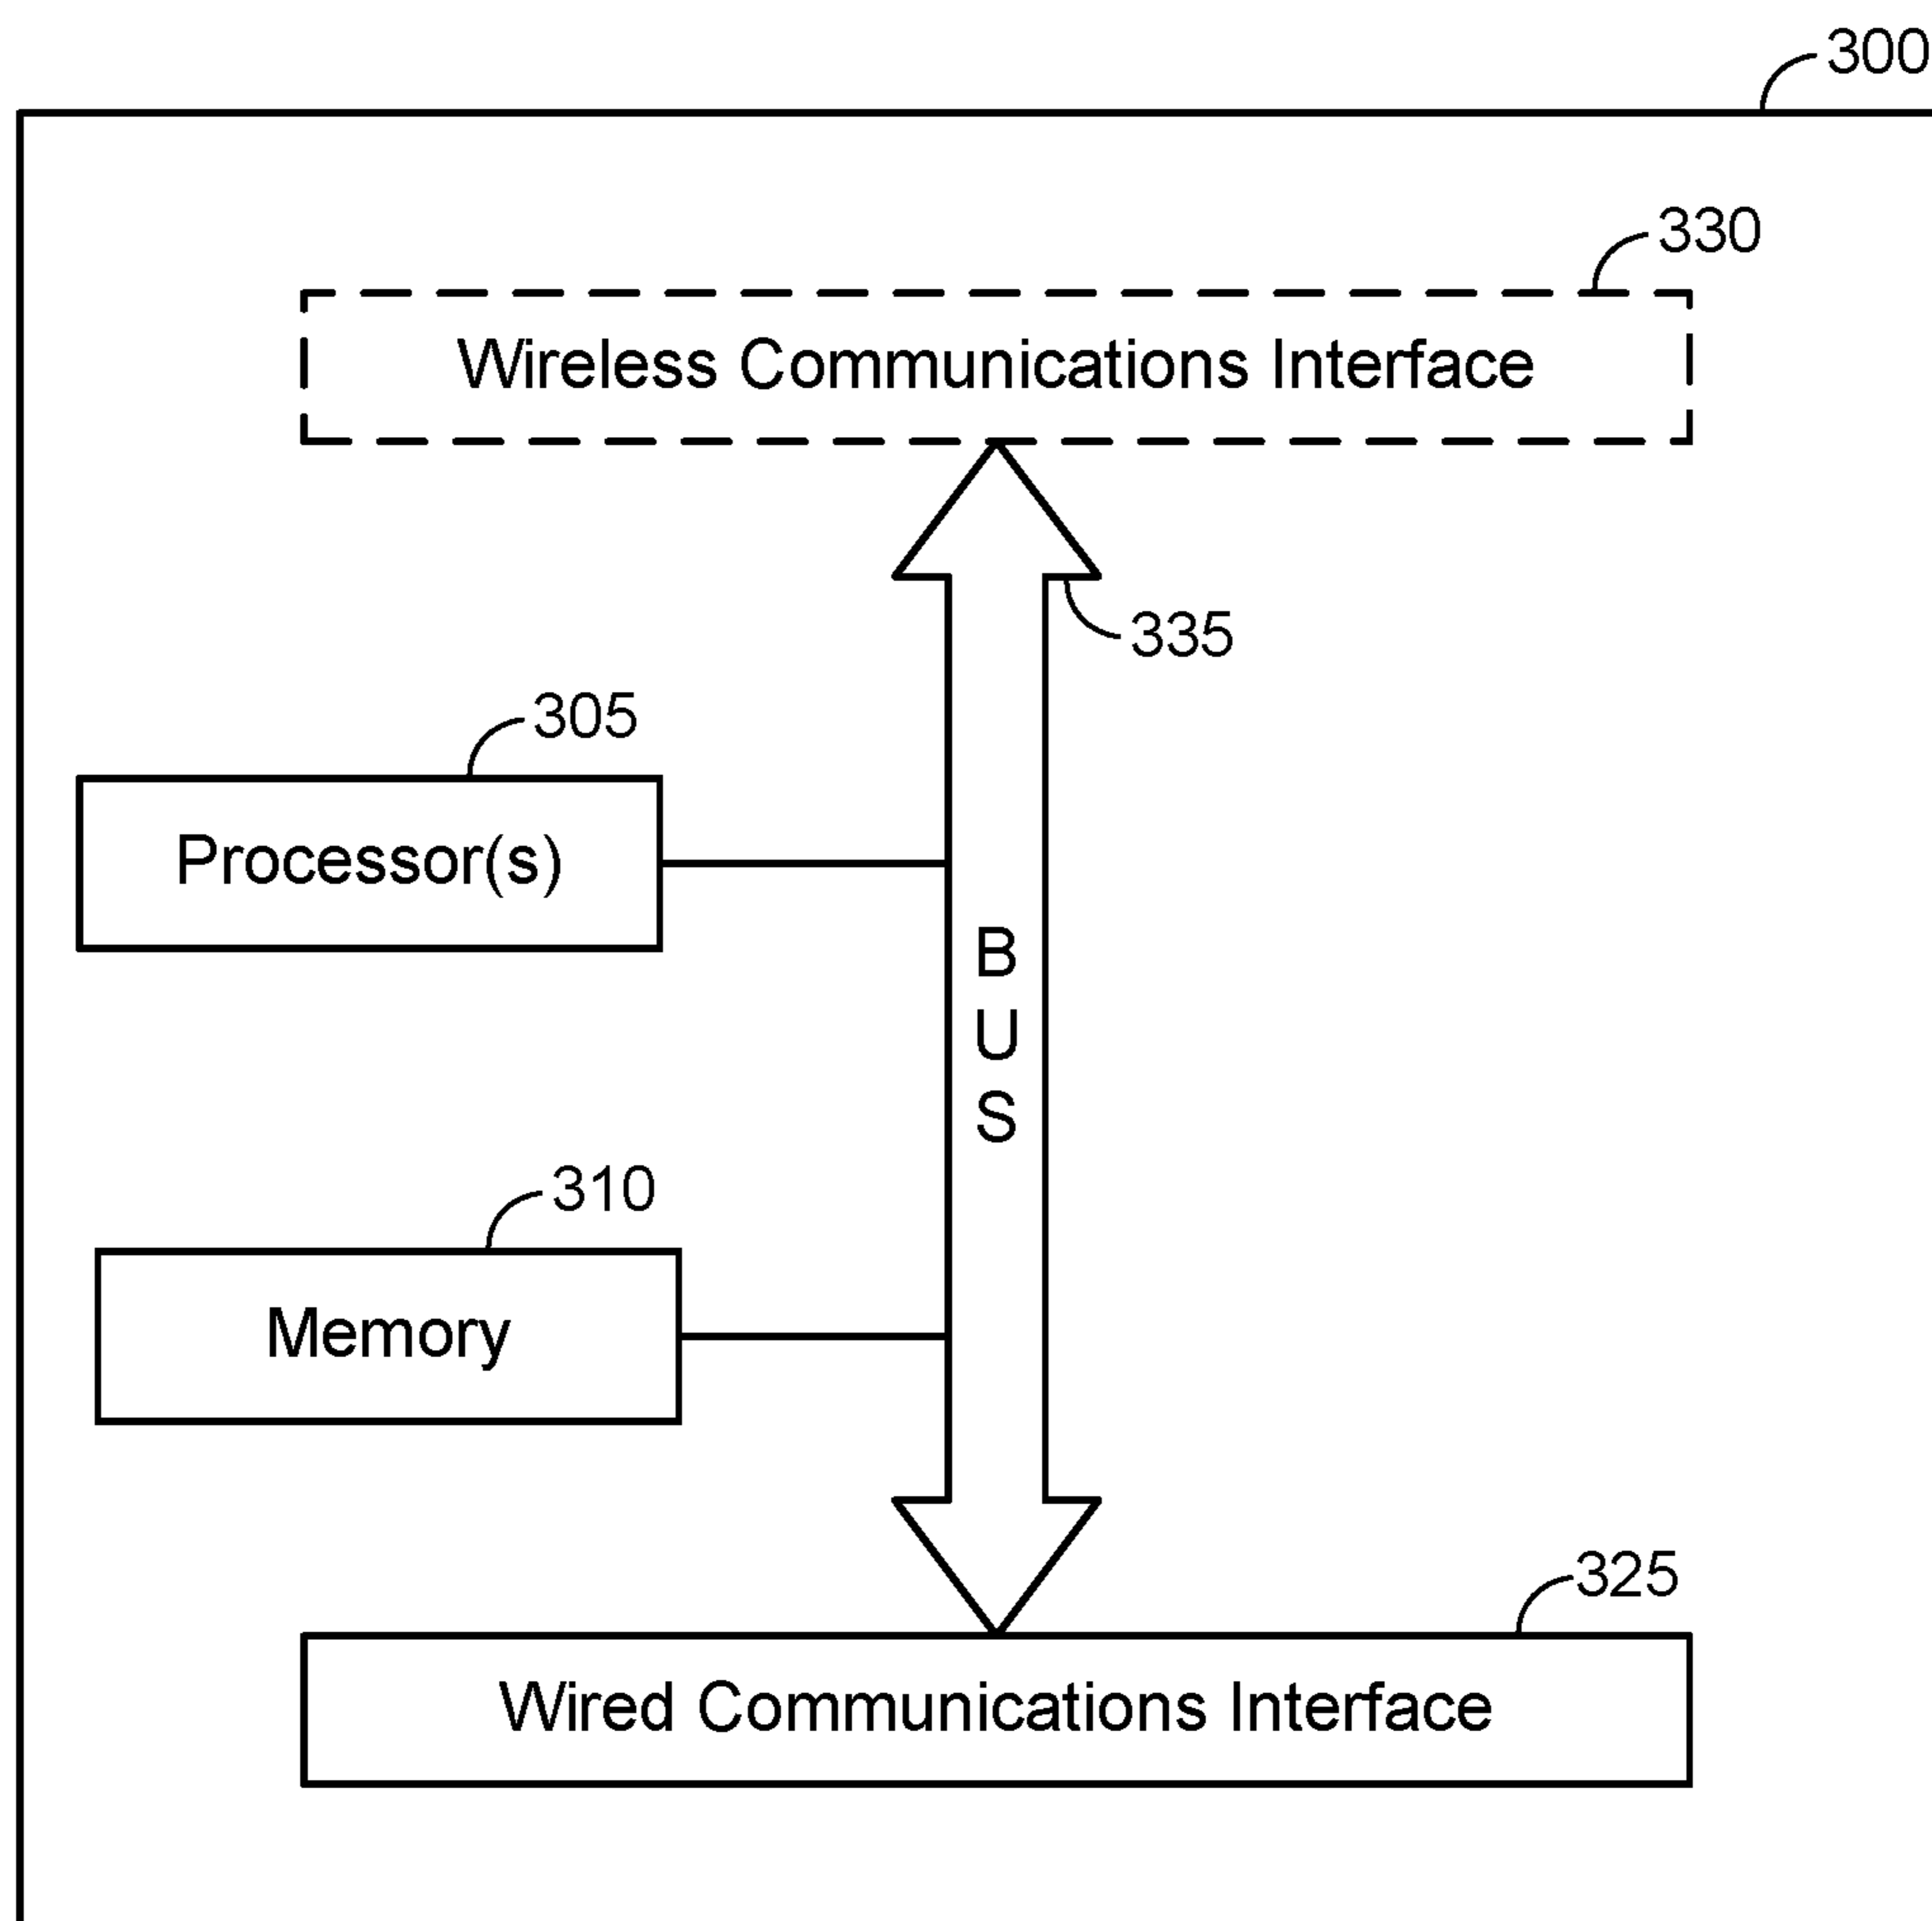 300
330
Wireless Communications Interface
335
305
Processor(s)
B
U
S
310
Memory
325
Wired Communications Interface